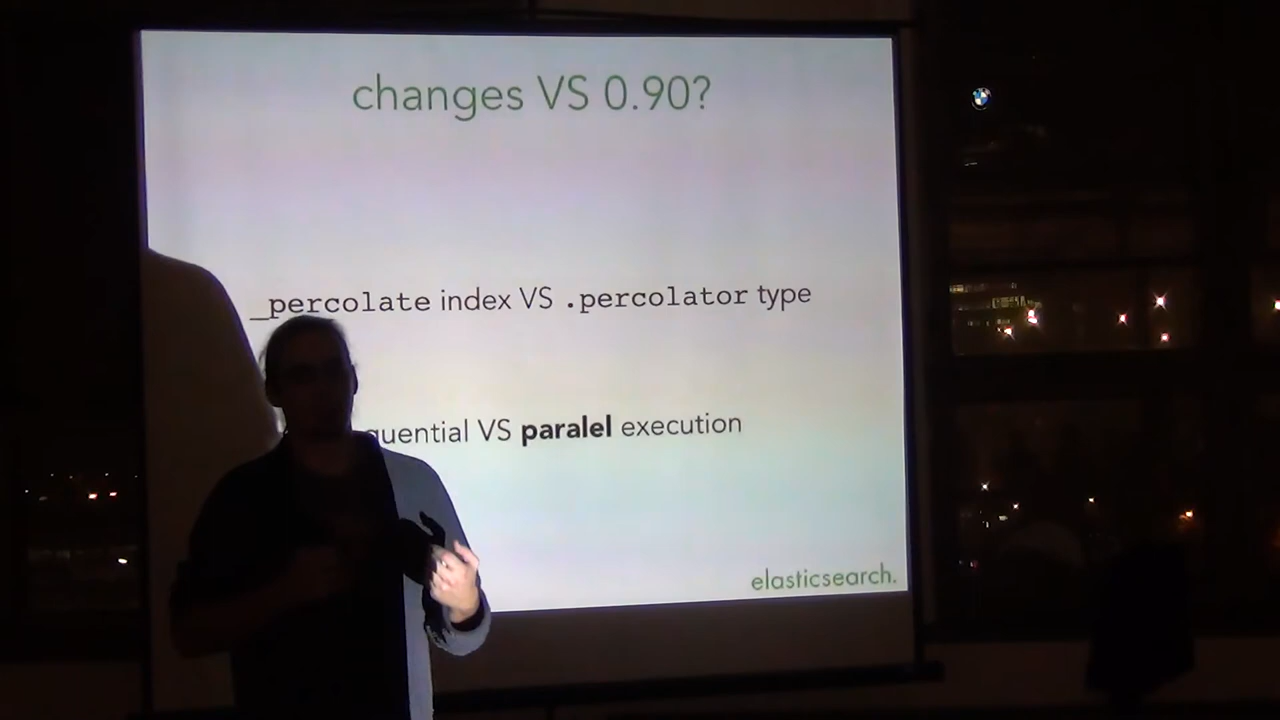 changes VS 0.90?
_percolate index VS .percolator type
quential VS paralel execution
elasticsearch.